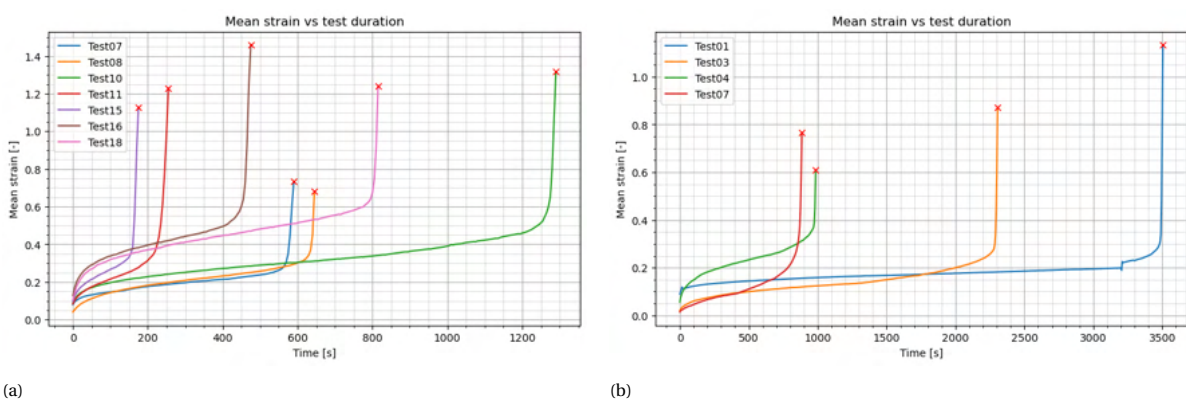 Mean strain vs test duration
Mean strain [-]
1.4
1.2
1.0
0.8
0.6
0.4
0.2
0.0
Test07
Test08
Test10
Test11
Test15
Test16
Test18
0 200 400 600 800 1000 1200
Time [s]
(a)
Mean strain vs test duration
Mean strain [-]
1.0
0.8
0.6
0.4
0.2
0.0
Test01
Test03
Test04
Test07
0 500 1000 1500 2000 2500 3000 3500
Time [s]
(b)